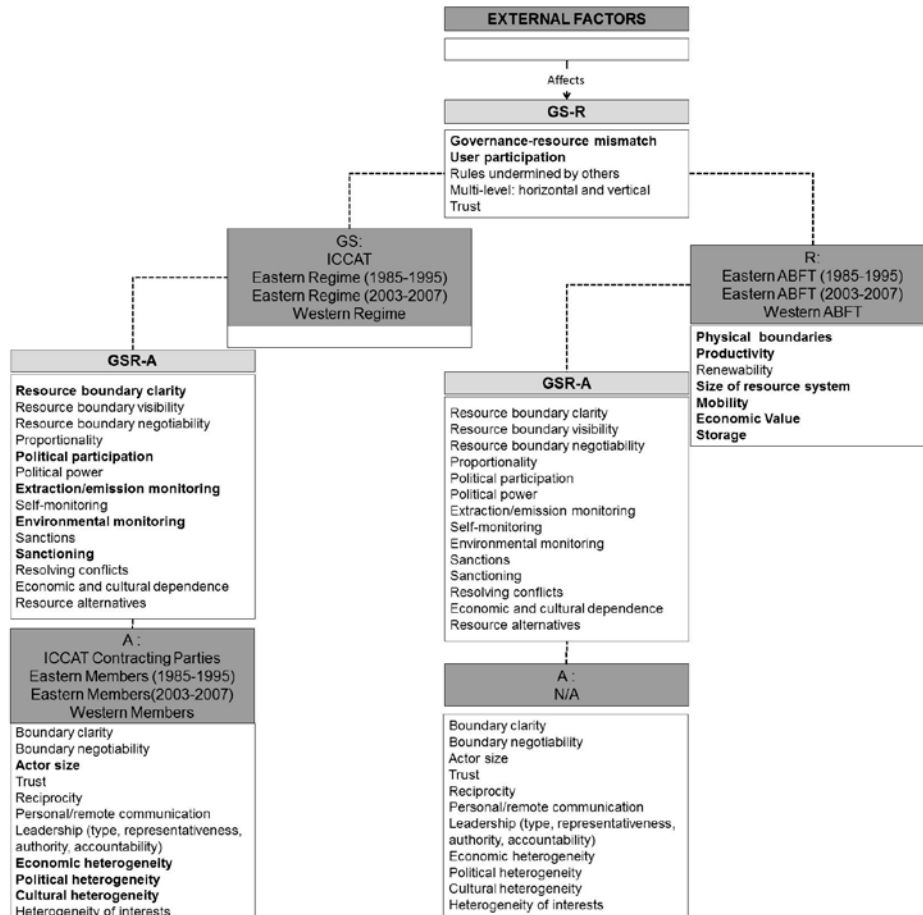 EXTERNAL FACTORS
Affects
GS-R
Governance-resource mismatch
User participation
Rules undermined by others
Multi-level: horizontal and vertical
Trust
GS:
ICCAT
Eastern Regime (1985-1995)
Eastern Regime (2003-2007)
Western Regime
R:
Eastern ABFT (1985-1995)
Eastern ABFT (2003-2007)
Western ABFT
Physical boundaries
Productivity
Renewability
Size of resource system
Mobility
Economic Value
Storage
GSR-A
Resource boundary clarity
Resource boundary visibility
Resource boundary negotiability
Proportionality
Political participation
Political power
Extraction/emission monitoring
Self-monitoring
Environmental monitoring
Sanctions
Sanctioning
Resolving conflicts
Economic and cultural dependence
Resource alternatives
A :
ICCAT Contracting Parties
Eastern Members (1985-1995)
Eastern Members(2003-2007)
Western Members
Boundary clarity
Boundary negotiability
Actor size
Trust
Reciprocity
Personal/remote communication
Leadership (type, representativeness,
authority, accountability)
Economic heterogeneity
Political heterogeneity
Cultural heterogeneity
Heterogeneity of interests
GSR-A
Resource boundary clarity
Resource boundary visibility
Resource boundary negotiability
Proportionality
Political participation
Political power
Extraction/emission monitoring
Self-monitoring
Environmental monitoring
Sanctions
Sanctioning
Resolving conflicts
Economic and cultural dependence
Resource alternatives
A :
N/A
Boundary clarity
Boundary negotiability
Actor size
Trust
Reciprocity
Personal/remote communication
Leadership (type, representativeness,
authority, accountability)
Economic heterogeneity
Political heterogeneity
Cultural heterogeneity
Heterogeneity of interests